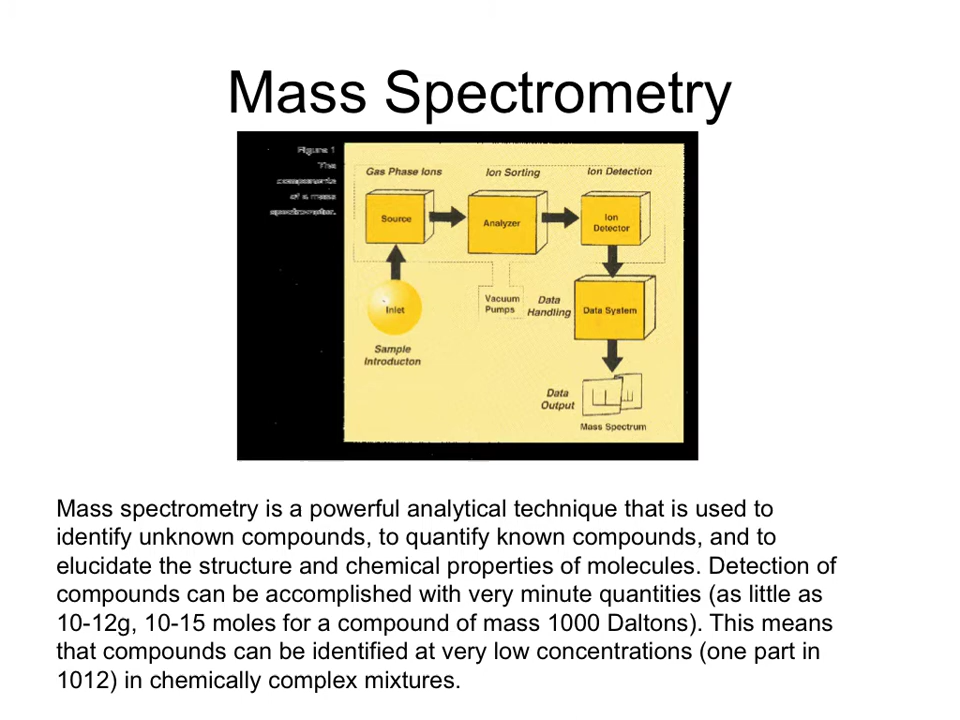 Mass Spectrometry
Figure 1
The
components
of a mass
spectrometer.
Gas Phase Ions
Ion Sorting
Ion Detection
Source
Analyzer
Ion
Detector
Inlet
Vacuum
Pumps
Data
Handling
Data System
Sample
Introducton
Data
Output
Mass Spectrum
Mass spectrometry is a powerful analytical technique that is used to
identify unknown compounds, to quantify known compounds, and to
elucidate the structure and chemical properties of molecules. Detection of
compounds can be accomplished with very minute quantities (as little as
10-12g, 10-15 moles for a compound of mass 1000 Daltons). This means
that compounds can be identified at very low concentrations (one part in
1012) in chemically complex mixtures.